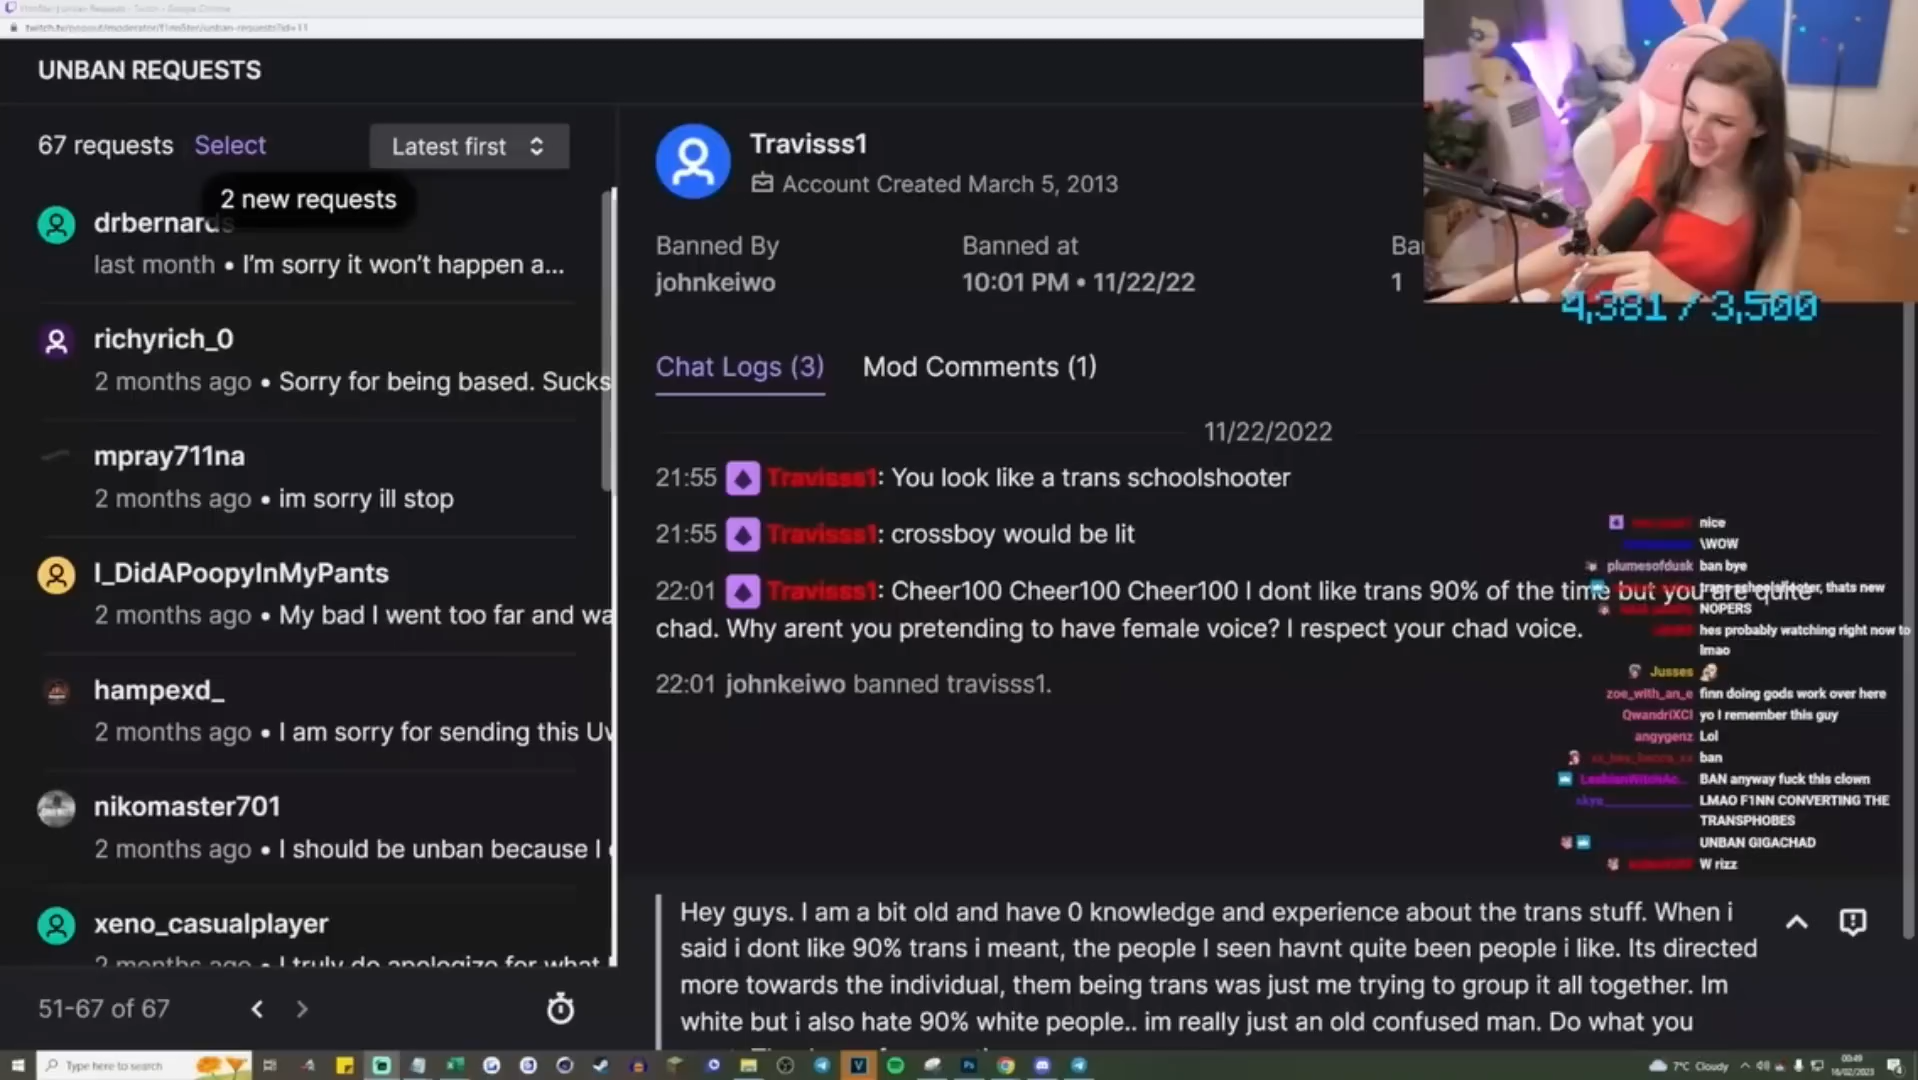 twitch.tv/popout/moderator/f1nn5ter/unban-requests?id=11
UNBAN REQUESTS
67 requests Select Latest first
2 new requests
drbernards
last month • I'm sorry it won't happen a...
richyrich_0
2 months ago • Sorry for being based. Sucks
mpray711na
2 months ago • im sorry ill stop
I_DidAPoopyInMyPants
2 months ago • My bad I went too far and wa
hampexd_
2 months ago • I am sorry for sending this Uv
nikomaster701
2 months ago • I should be unban because I
xeno_casualplayer
2 months ago • I truly do apologize for what I
51-67 of 67
Travisss1
Account Created March 5, 2013
Banned By Banned at Ba
johnkeiwo 10:01 PM • 11/22/22 1
4,381 / 3,500
Chat Logs (3) Mod Comments (1)
11/22/2022
21:55 Travisss1: You look like a trans schoolshooter
21:55 Travisss1: crossboy would be lit
22:01 Travisss1: Cheer100 Cheer100 Cheer100 I dont like trans 90% of the time but you are quite
chad. Why arent you pretending to have female voice? I respect your chad voice.
22:01 johnkeiwo banned travisss1.
nice
\WOW
plumesofdusk ban bye
trans schoolshooter, thats new
NOPERS
hes probably watching right now to
lmao
Jusses
zoe_with_an_e finn doing gods work over here
QwandriXCI yo I remember this guy
angygenz Lol
ban
LesbianWitchAc... BAN anyway fuck this clown
LMAO F1NN CONVERTING THE
TRANSPHOBES
UNBAN GIGACHAD
W rizz
Hey guys. I am a bit old and have 0 knowledge and experience about the trans stuff. When i
said i dont like 90% trans i meant, the people I seen havnt quite been people i like. Its directed
more towards the individual, them being trans was just me trying to group it all together. Im
white but i also hate 90% white people.. im really just an old confused man. Do what you
Type here to search
7°C Cloudy
00:49
16/02/2023